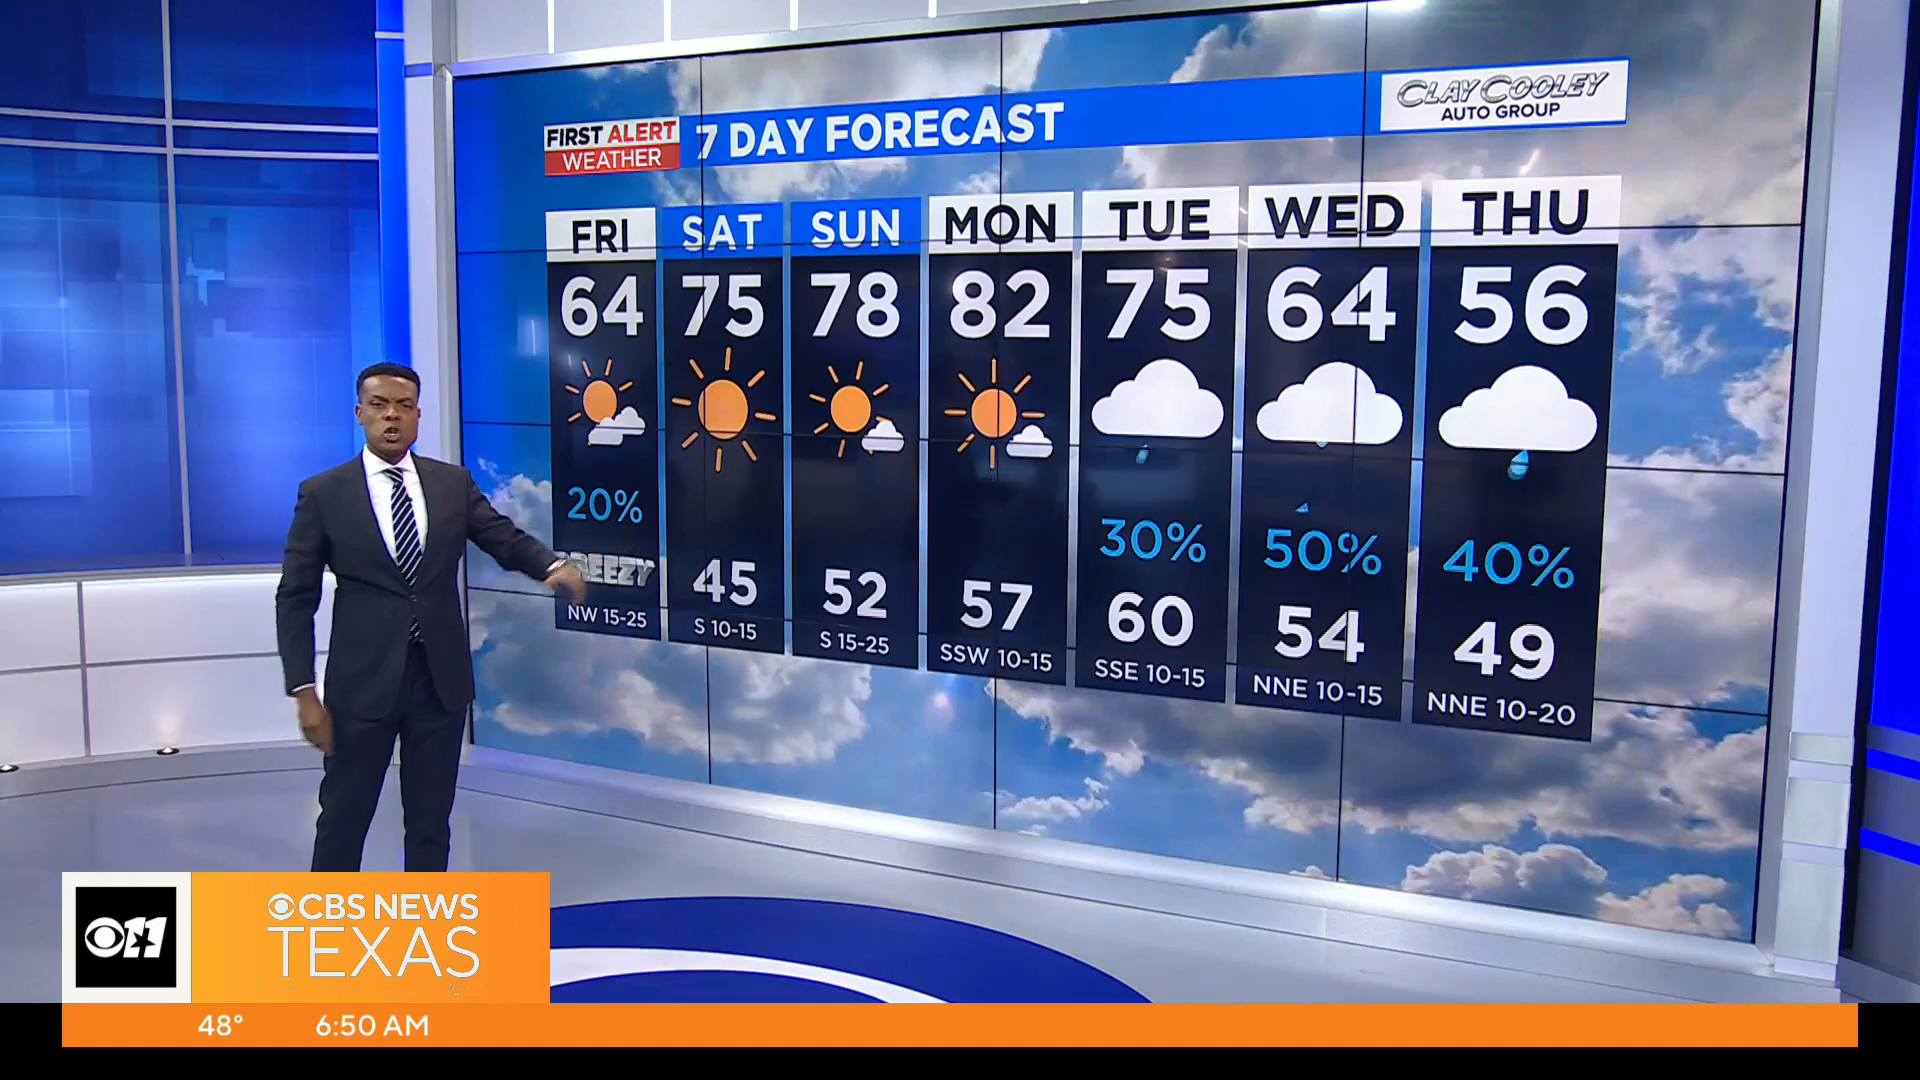 FIRST ALERT
WEATHER
7 DAY FORECAST
CLAY COOLEY
AUTO GROUP
FRI SAT SUN MON TUE WED THU
64 75 78 82 75 64 56
20% 30% 50% 40%
BREEZY
45 52 57 60 54 49
NW 15-25 S 10-15 S 15-25 SSW 10-15 SSE 10-15 NNE 10-15 NNE 10-20
11
CBS NEWS
TEXAS
48° 6:50 AM